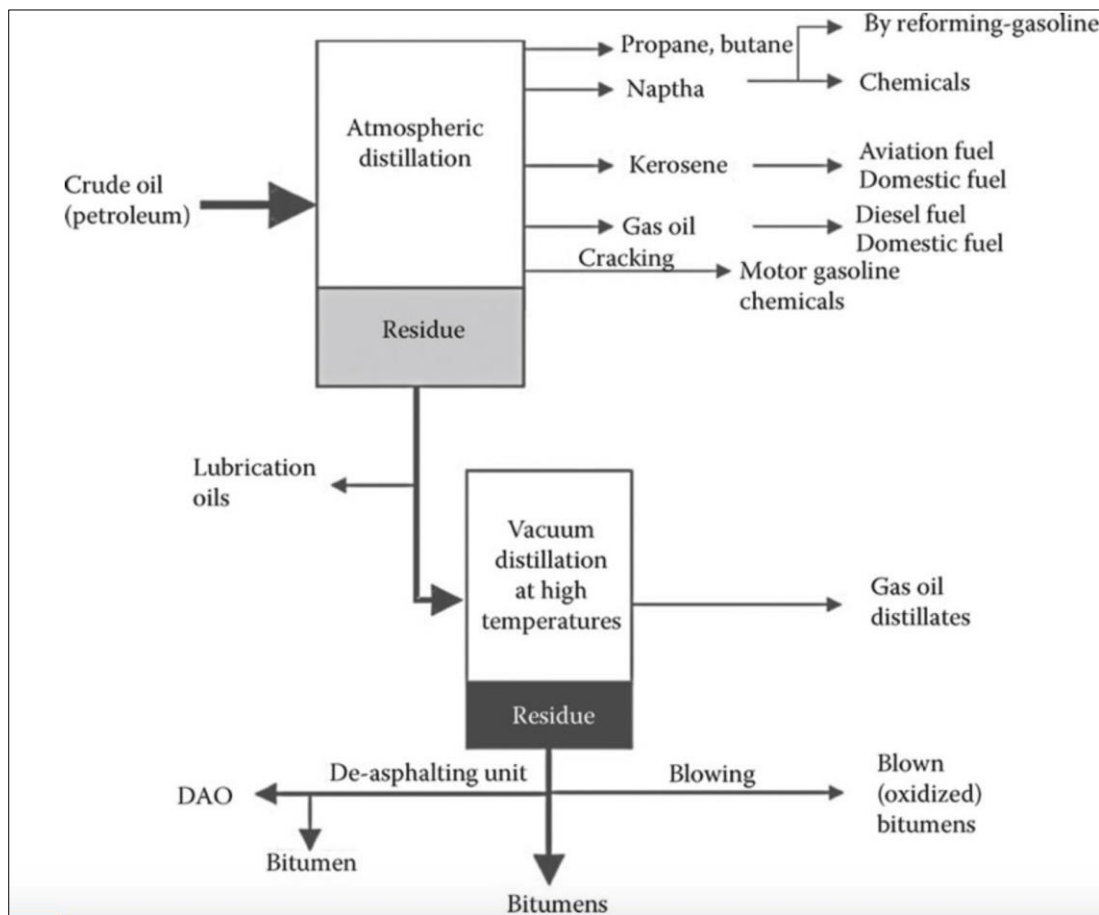 By reforming-gasoline
Propane, butane
Naptha
Chemicals
Atmospheric
distillation
Kerosene
Aviation fuel
Domestic fuel
Crude oil
(petroleum)
Gas oil
Diesel fuel
Domestic fuel
Cracking
Motor gasoline
chemicals
Residue
Lubrication
oils
Vacuum
distillation
at high
temperatures
Gas oil
distillates
Residue
De-asphalting unit
Blowing
DAO
Blown
(oxidized)
bitumens
Bitumen
Bitumens